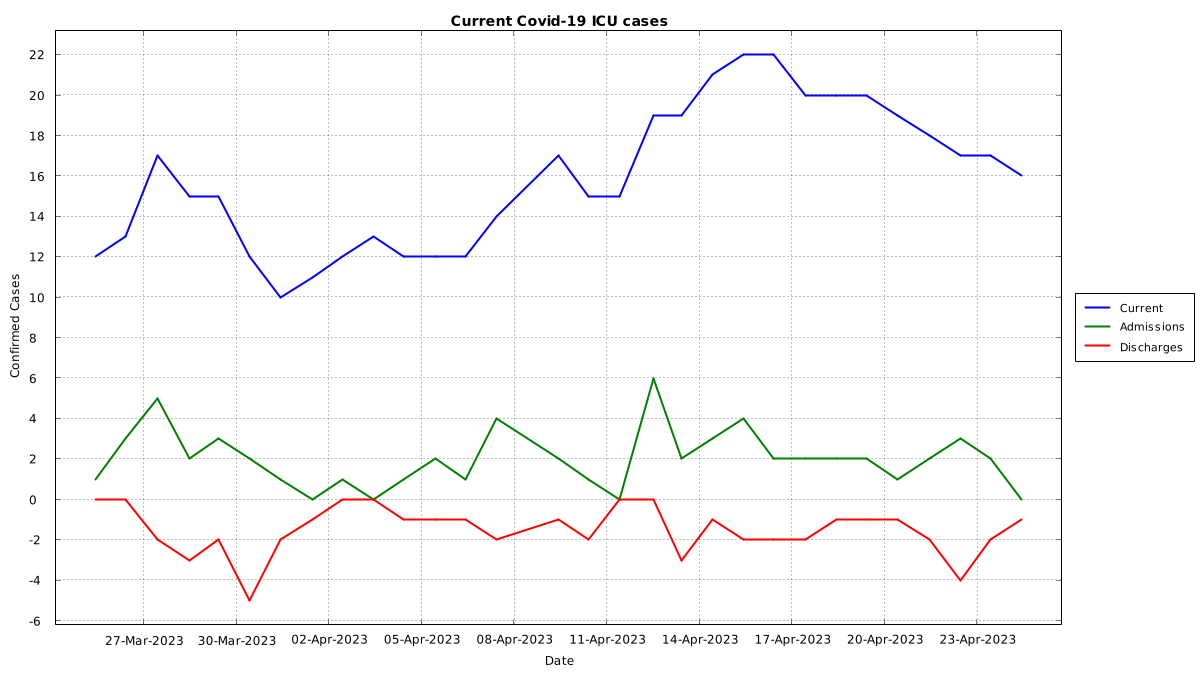 Current Covid-19 ICU cases
Confirmed Cases
22
20
18
16
14
12
10
8
6
4
2
0
-2
-4
-6
27-Mar-2023 30-Mar-2023 02-Apr-2023 05-Apr-2023 08-Apr-2023 11-Apr-2023 14-Apr-2023 17-Apr-2023 20-Apr-2023 23-Apr-2023
Date
Current
Admissions
Discharges